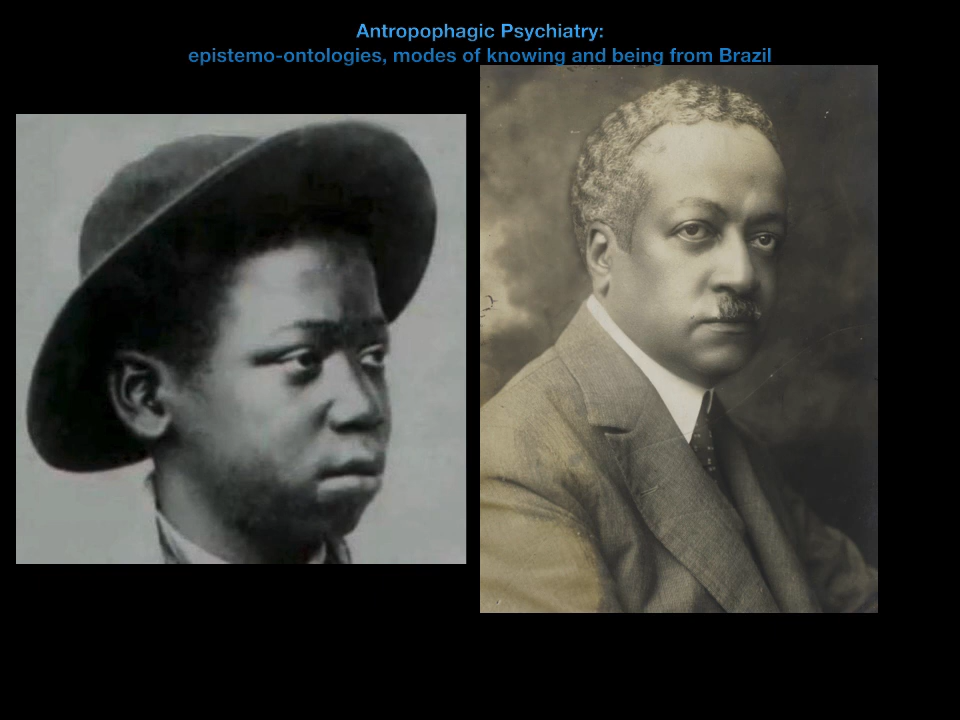 Antropophagic Psychiatry:
epistemo-ontologies, modes of knowing and being from Brazil